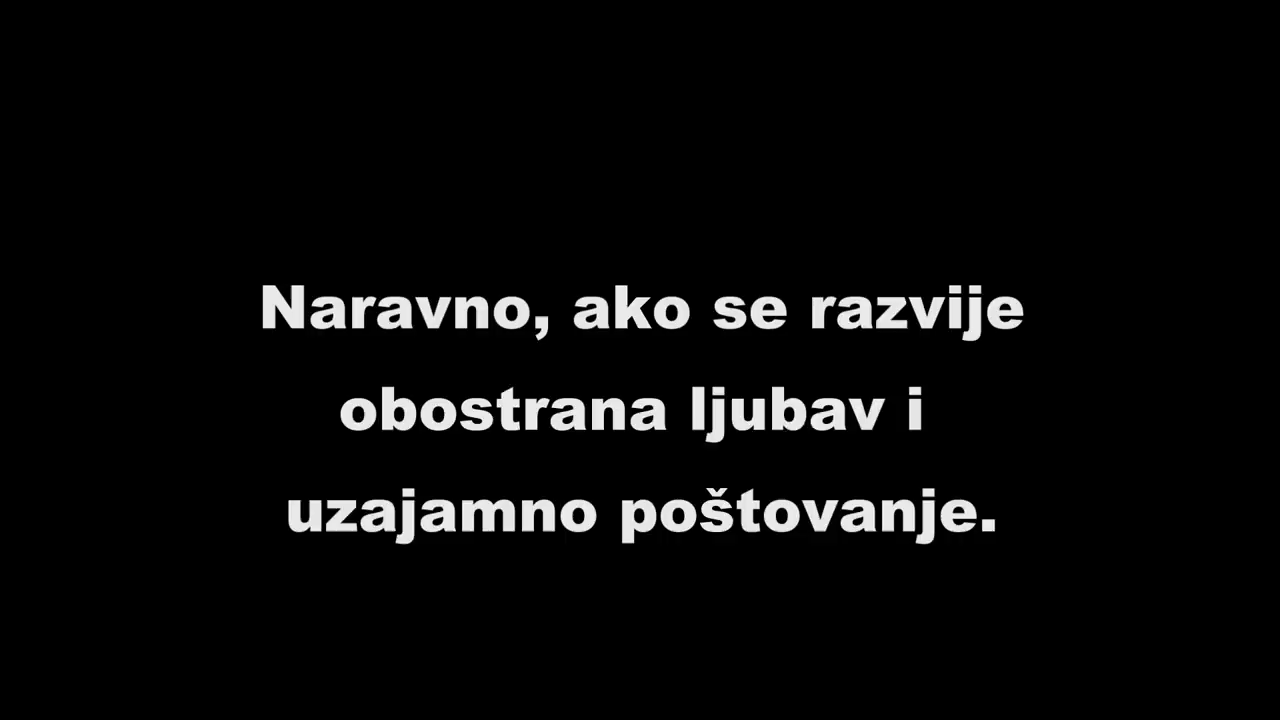 Naravno, ako se razvije
obostrana ljubav i
uzajamno poštovanje.